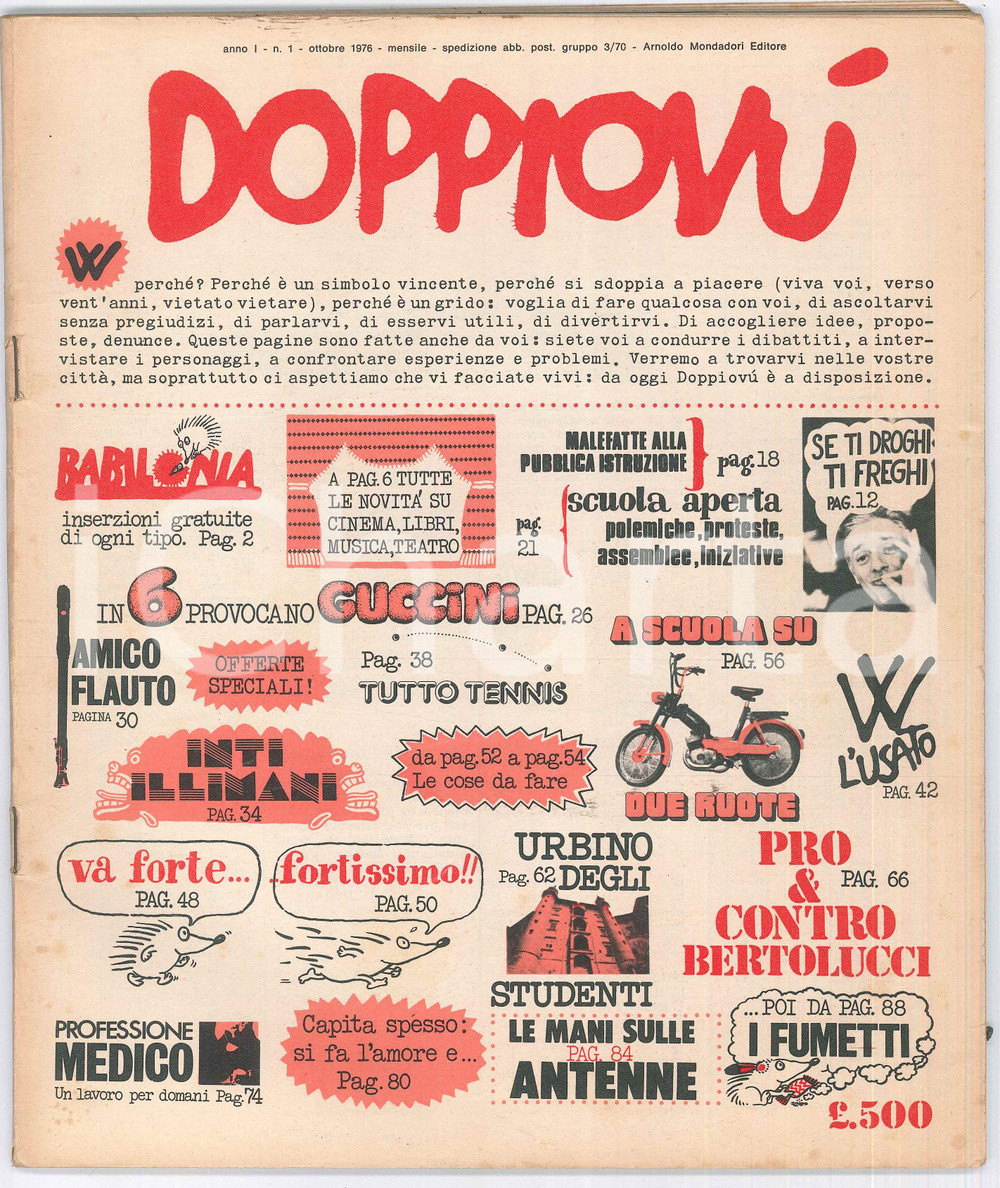 anno I - n. 1 - ottobre 1976 - mensile - spedizione abb. post. gruppo 3/70 - Arnoldo Mondadori Editore
DOPPIOVÚ
W
perché? Perché è un simbolo vincente, perché si sdoppia a piacere (viva voi, verso
vent'anni, vietato vietare), perché è un grido: voglia di fare qualcosa con voi, di ascoltarvi
senza pregiudizi, di parlarvi, di esservi utili, di divertirvi. Di accogliere idee, propo-
ste, denunce. Queste pagine sono fatte anche da voi: siete voi a condurre i dibattiti, a inter-
vistare i personaggi, a confrontare esperienze e problemi. Verremo a trovarvi nelle vostre
città, ma soprattutto ci aspettiamo che vi facciate vivi: da oggi Doppiovú è a disposizione.
BABILONIA
inserzioni gratuite
di ogni tipo. Pag. 2
A PAG. 6 TUTTE
LE NOVITÁ SU
CINEMA, LIBRI,
MUSICA, TEATRO
MALEFATTE ALLA
PUBBLICA ISTRUZIONE
pag. 18
pag.
21
scuola aperta
polemiche, proteste,
assemblee, iniziative
SE TI DROGHI
TI FREGHI
PAG. 12
IN 6 PROVOCANO GUCCINI PAG. 26
AMICO
FLAUTO
PAGINA 30
OFFERTE
SPECIALI!
Pag. 38
TUTTO TENNIS
A SCUOLA SU
PAG. 56
DUE RUOTE
W
L'USATO
PAG. 42
INTI
ILLIMANI
PAG. 34
da pag. 52 a pag. 54
Le cose da fare
va forte...
PAG. 48
..fortissimo!!
PAG. 50
URBINO
Pag. 62 DEGLI
STUDENTI
PRO
&
PAG. 66
CONTRO
BERTOLUCCI
PROFESSIONE
MEDICO
Un lavoro per domani Pag. 74
Capita spesso:
si fa l'amore e...
Pag. 80
LE MANI SULLE
PAG. 84
ANTENNE
...POI DA PAG. 88
I FUMETTI
£.500